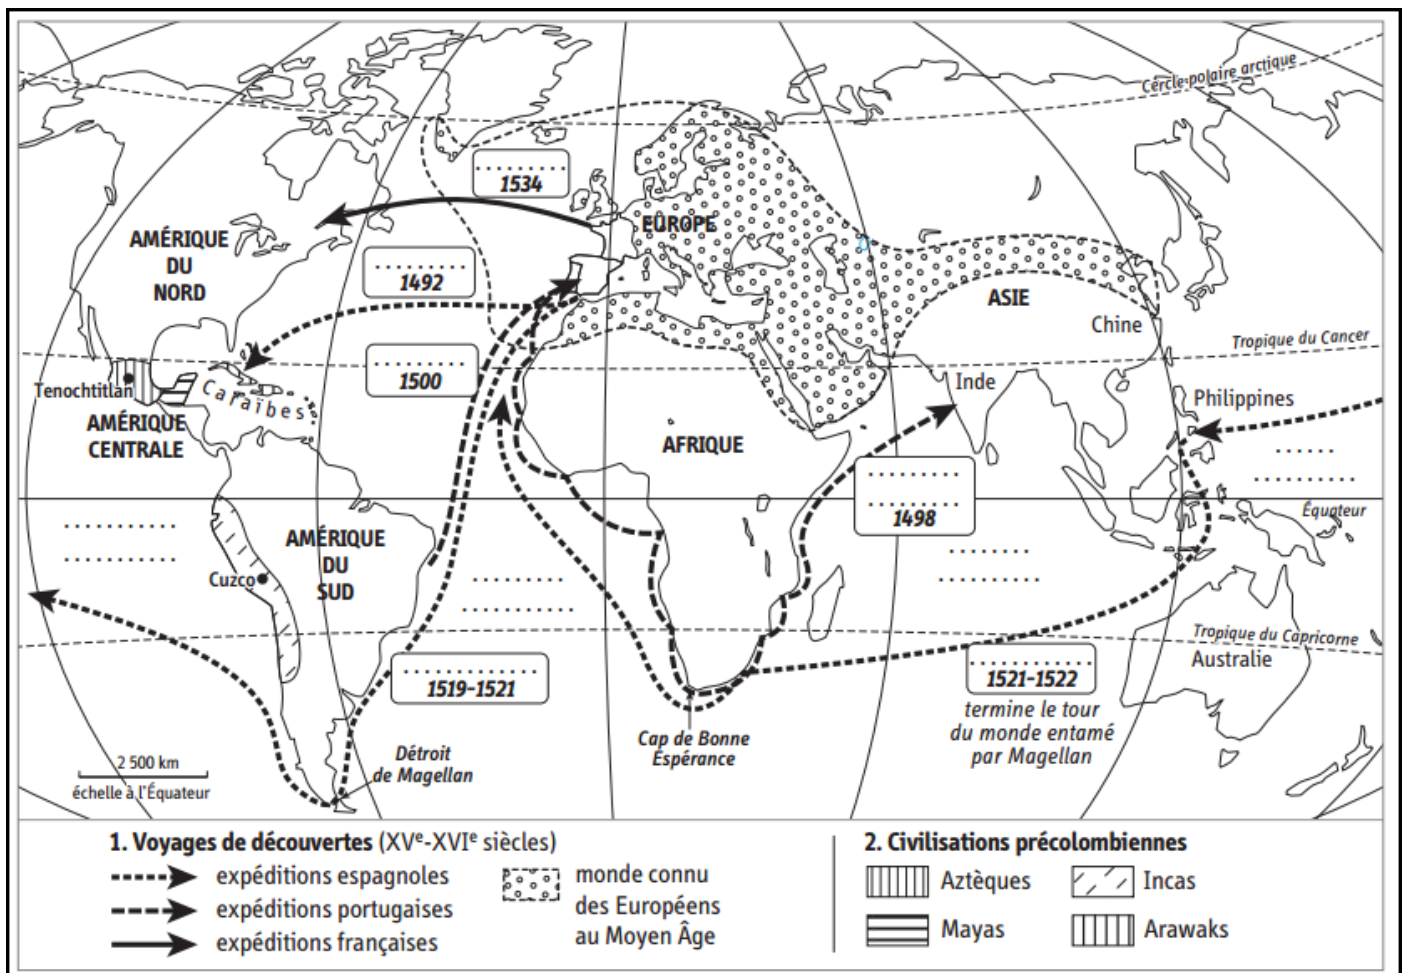 Cercle polaire arctique
.........
1534
EUROPE
AMÉRIQUE
DU
NORD
.........
1492
ASIE
Chine
Tropique du Cancer
.........
1500
Tenochtitlan
Caraïbes
Inde
Philippines
AMÉRIQUE
CENTRALE
AFRIQUE
......
..........
.........
.........
1498
Équateur
...........
...........
AMÉRIQUE
DU
SUD
Cuzco
.........
...........
........
..........
Tropique du Capricorne
Australie
............
1519-1521
............
1521-1522
termine le tour
du monde entamé
par Magellan
Cap de Bonne
Espérance
Détroit
de Magellan
2 500 km
échelle à l'Équateur
1. Voyages de découvertes (XVe-XVIe siècles)
expéditions espagnoles
expéditions portugaises
expéditions françaises
monde connu
des Européens
au Moyen Âge
2. Civilisations précolombiennes
Aztèques
Incas
Mayas
Arawaks